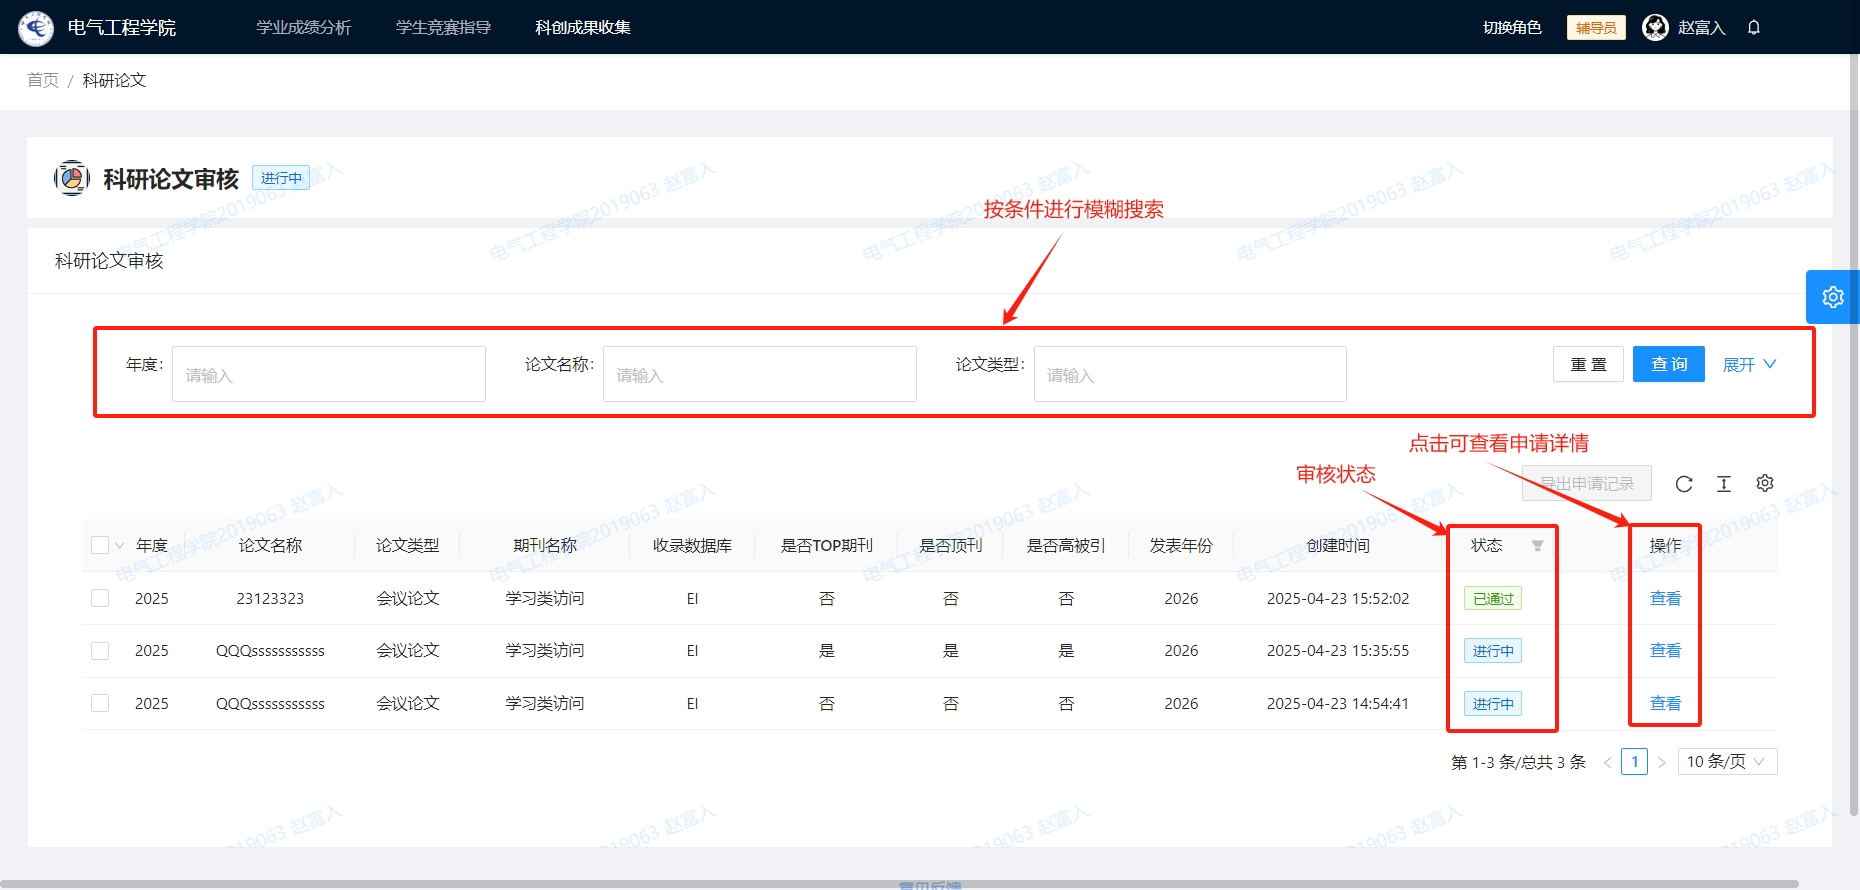 电气工程学院 学业成绩分析 学生竞赛指导 科创成果收集 切换角色 辅导员 赵富入
首页 / 科研论文
科研论文审核 进行中
按条件进行模糊搜索
科研论文审核
年度: 请输入 论文名称: 请输入 论文类型: 请输入 重 置 查 询 展开
点击可查看申请详情
审核状态
导出申请记录
年度 论文名称 论文类型 期刊名称 收录数据库 是否TOP期刊 是否顶刊 是否高被引 发表年份 创建时间 状态 操作
2025 23123323 会议论文 学习类访问 EI 否 否 否 2026 2025-04-23 15:52:02 已通过 查看
2025 QQQsssssssssss 会议论文 学习类访问 EI 是 是 是 2026 2025-04-23 15:35:55 进行中 查看
2025 QQQsssssssssss 会议论文 学习类访问 EI 否 否 否 2026 2025-04-23 14:54:41 进行中 查看
第 1-3 条/总共 3 条 < 1 > 10 条/页
意见反馈
电气工程学院2019063 赵富入